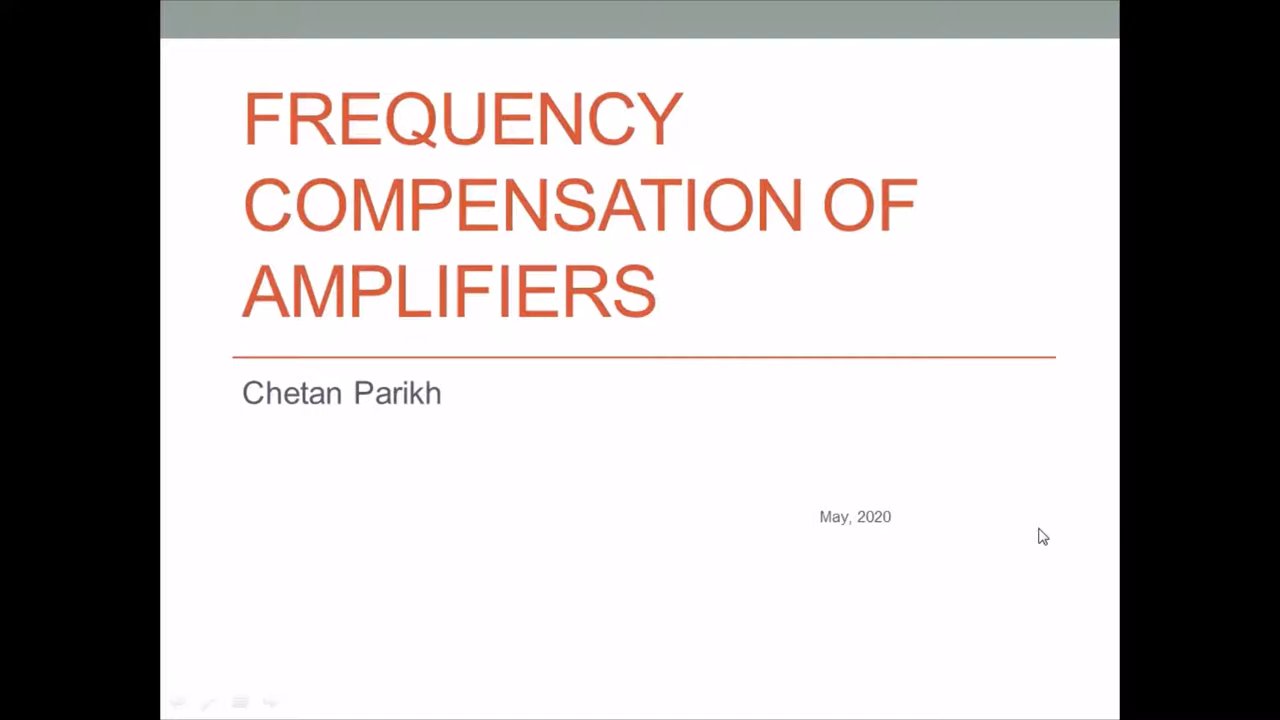 FREQUENCY
COMPENSATION OF
AMPLIFIERS
Chetan Parikh
May, 2020